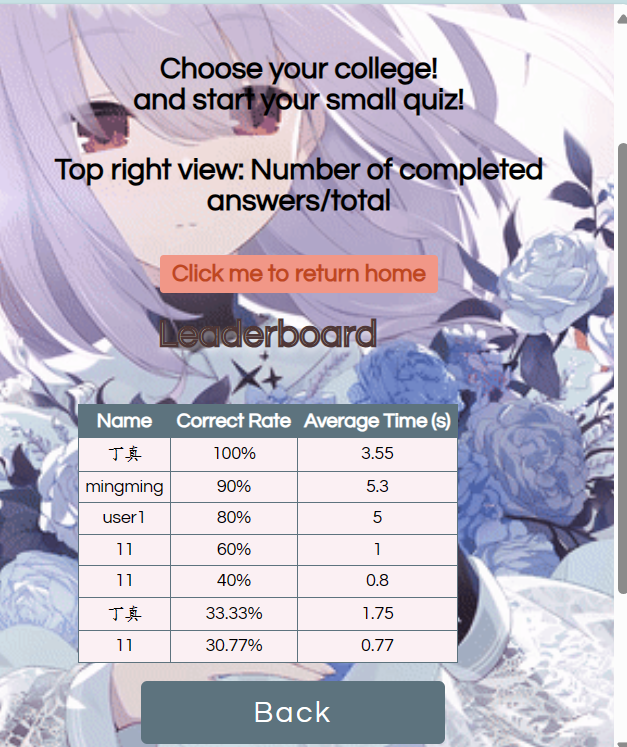 Choose your college!
and start your small quiz!
Top right view: Number of completed
answers/total
Click me to return home
Leaderboard
Name Correct Rate Average Time (s)
丁真 100% 3.55
mingming 90% 5.3
user1 80% 5
11 60% 1
11 40% 0.8
丁真 33.33% 1.75
11 30.77% 0.77
Back